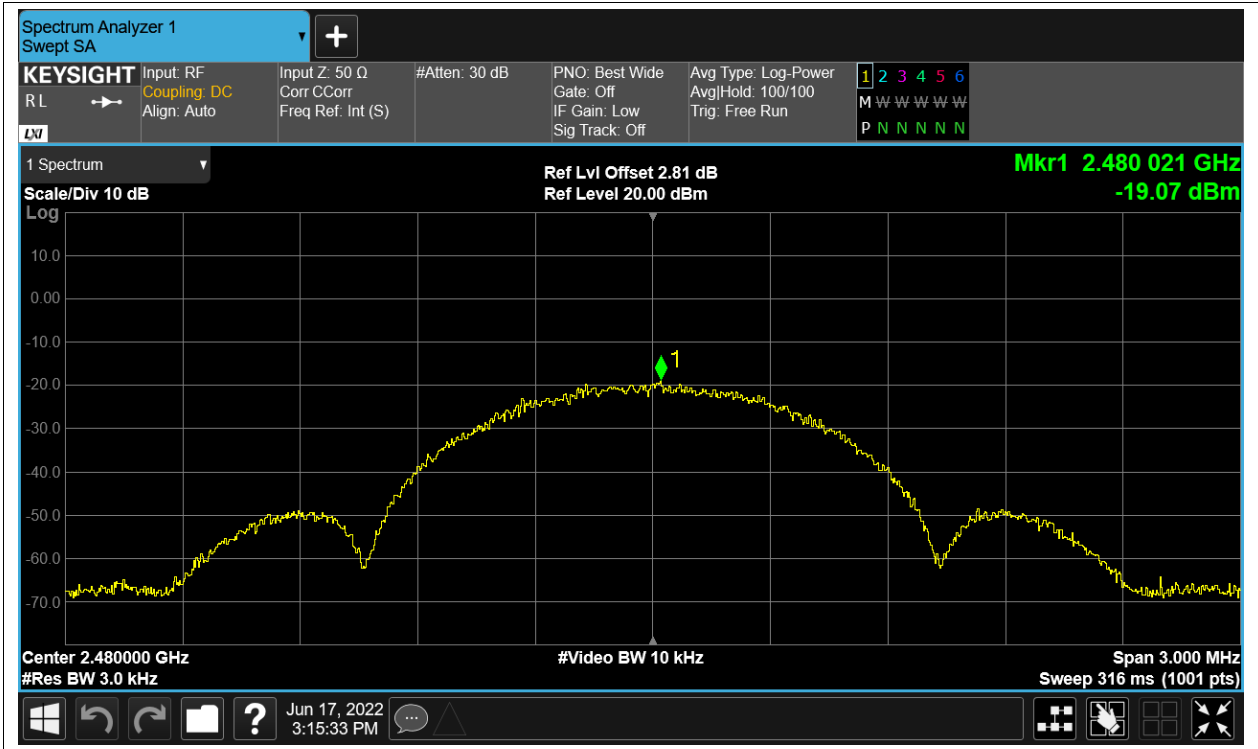 Spectrum Analyzer 1
Swept SA
KEYSIGHT
R L
LXI
Input: RF
Coupling: DC
Align: Auto
Input Z: 50 Ω
Corr CCorr
Freq Ref: Int (S)
#Atten: 30 dB
PNO: Best Wide
Gate: Off
IF Gain: Low
Sig Track: Off
Avg Type: Log-Power
Avg|Hold: 100/100
Trig: Free Run
1 2 3 4 5 6
M W W W W W
P N N N N N
1 Spectrum
Scale/Div 10 dB
Log
Ref Lvl Offset 2.81 dB
Ref Level 20.00 dBm
Mkr1 2.480 021 GHz
-19.07 dBm
10.0
0.00
-10.0
-20.0
-30.0
-40.0
-50.0
-60.0
-70.0
1
Center 2.480000 GHz
#Res BW 3.0 kHz
#Video BW 10 kHz
Span 3.000 MHz
Sweep 316 ms (1001 pts)
?
Jun 17, 2022
3:15:33 PM